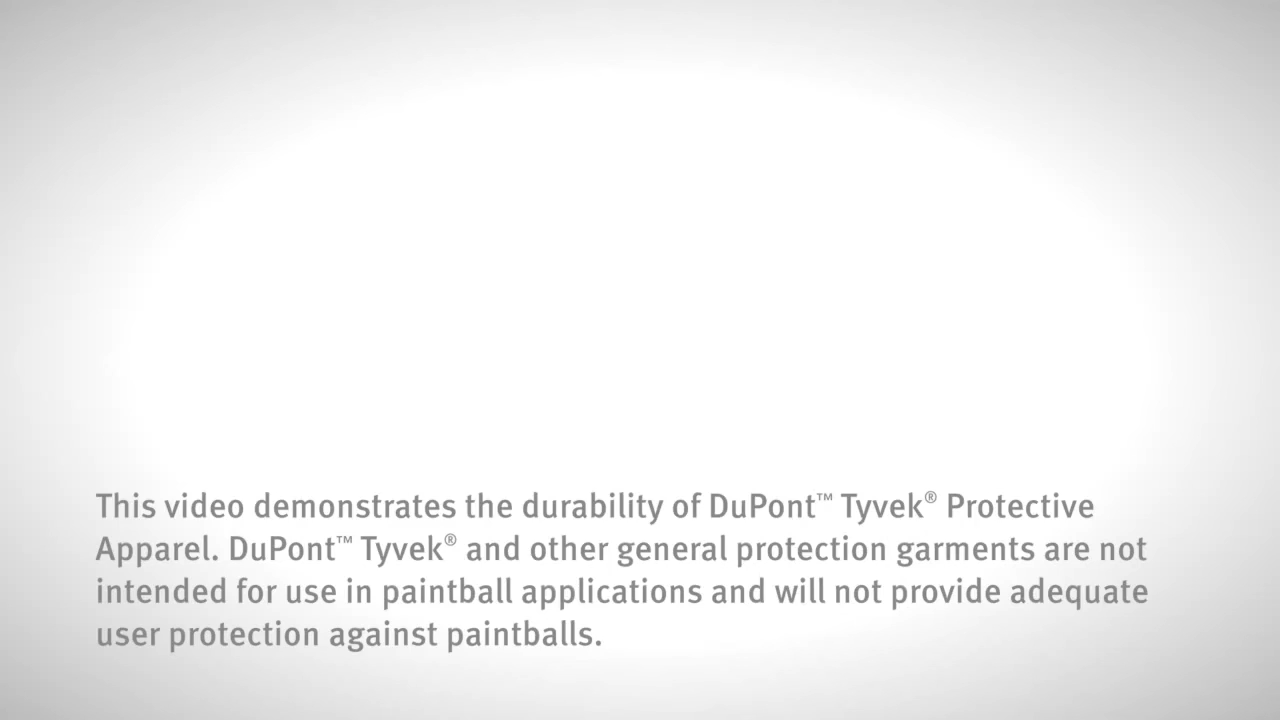 This video demonstrates the durability of DuPont™ Tyvek® Protective
Apparel. DuPont™ Tyvek® and other general protection garments are not
intended for use in paintball applications and will not provide adequate
user protection against paintballs.